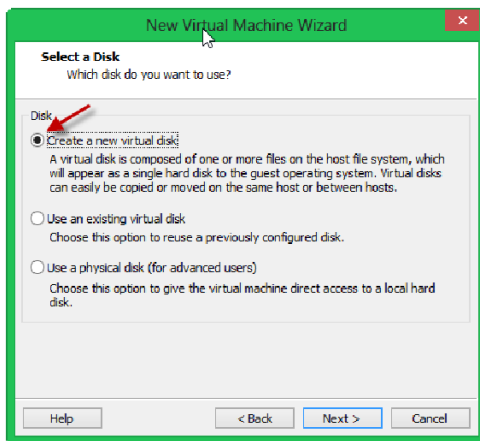 New Virtual Machine Wizard
Select a Disk
Which disk do you want to use?
Disk
Create a new virtual disk
A virtual disk is composed of one or more files on the host file system, which
will appear as a single hard disk to the guest operating system. Virtual disks
can easily be copied or moved on the same host or between hosts.
Use an existing virtual disk
Choose this option to reuse a previously configured disk.
Use a physical disk (for advanced users)
Choose this option to give the virtual machine direct access to a local hard
disk.
Help < Back Next > Cancel